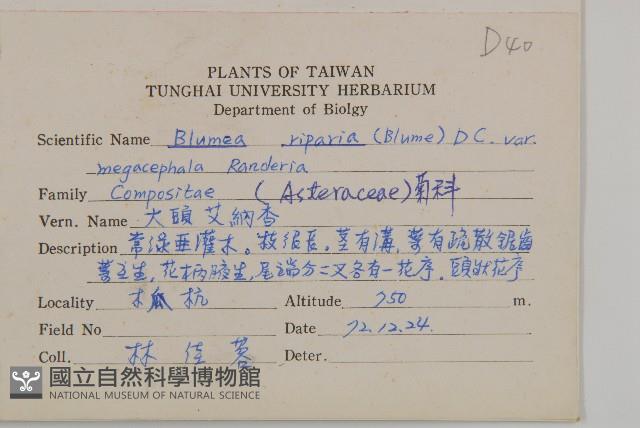 D40
PLANTS OF TAIWAN
TUNGHAI UNIVERSITY HERBARIUM
Department of Biolgy
Scientific Name Blumea riparia (Blume) DC. var.
megacephala Randeria
Family Compositae (Asteraceae) 菊科
Vern. Name 大頭艾納香
Description 常綠垂灌木。枝很長。莖有溝,葉有疏散鋸齒
葉互生,花柄腋生,尾端分二叉各有一花序,頭狀花序
Locality 木瓜杭 Altitude 750 m.
Field No Date 72.12.24.
Coll. 林佳蓉 Deter.
國立自然科學博物館
NATIONAL MUSEUM OF NATURAL SCIENCE